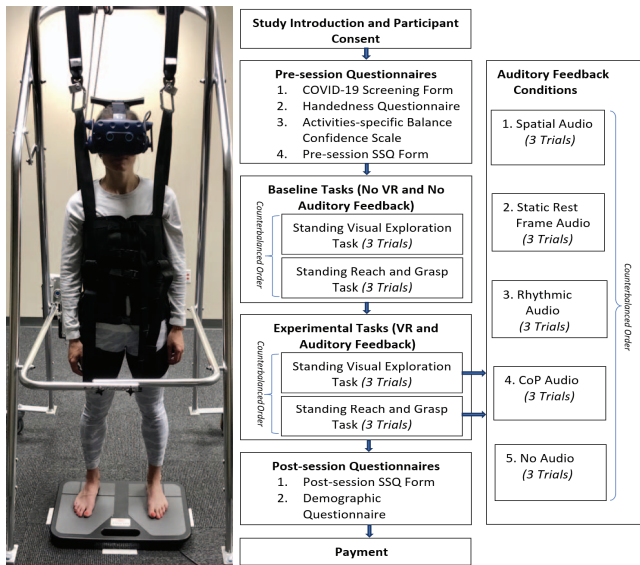 Study Introduction and Participant
Consent
Pre-session Questionnaires
1. COVID-19 Screening Form
2. Handedness Questionnaire
3. Activities-specific Balance
Confidence Scale
4. Pre-session SSQ Form
Baseline Tasks (No VR and No
Auditory Feedback)
Counterbalanced Order
Standing Visual Exploration
Task (3 Trials)
Standing Reach and Grasp
Task (3 Trials)
Experimental Tasks (VR and
Auditory Feedback)
Counterbalanced Order
Standing Visual Exploration
Task (3 Trials)
Standing Reach and Grasp
Task (3 Trials)
Post-session Questionnaires
1. Post-session SSQ Form
2. Demographic
Questionnaire
Payment
Auditory Feedback
Conditions
1. Spatial Audio
(3 Trials)
2. Static Rest
Frame Audio
(3 Trials)
3. Rhythmic
Audio
(3 Trials)
4. CoP Audio
(3 Trials)
5. No Audio
(3 Trials)
Counterbalanced Order